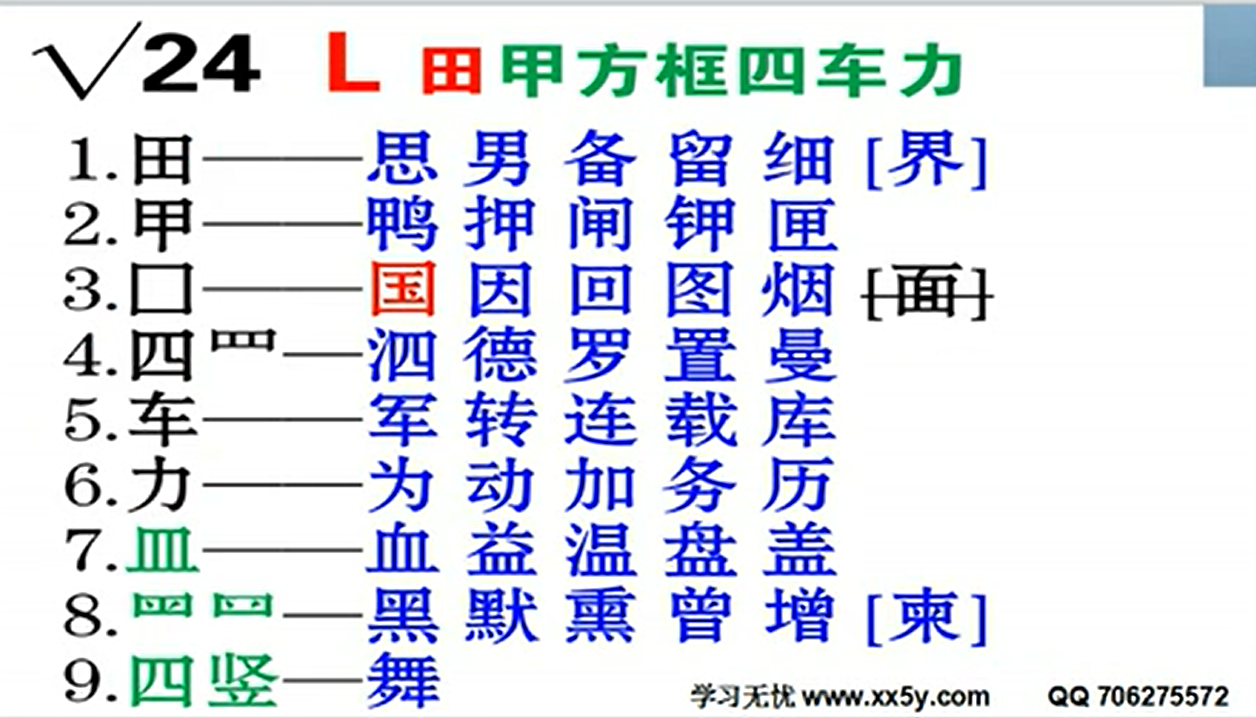 √24 L 田甲方框四车力
1.田——思 男 备 留 细 [界]
2.甲——鸭 押 闸 钾 匣
3.囗——国 因 回 图 烟 [面]
4.四 罒—泗 德 罗 置 曼
5.车——军 转 连 载 库
6.力——为 动 加 务 历
7.皿——血 益 温 盘 盖
8.—黑 默 熏 曾 增 [柬]
9.四 竖—舞
学习无忧 www.xx5y.com QQ 706275572